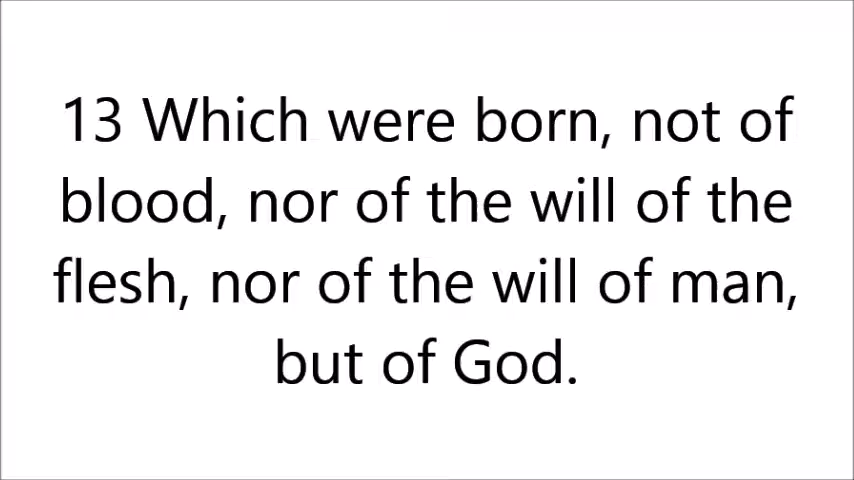 13 Which were born, not of
blood, nor of the will of the
flesh, nor of the will of man,
but of God.